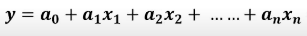 y = a₀ + a₁x₁ + a₂x₂ + …… + aₙxₙ